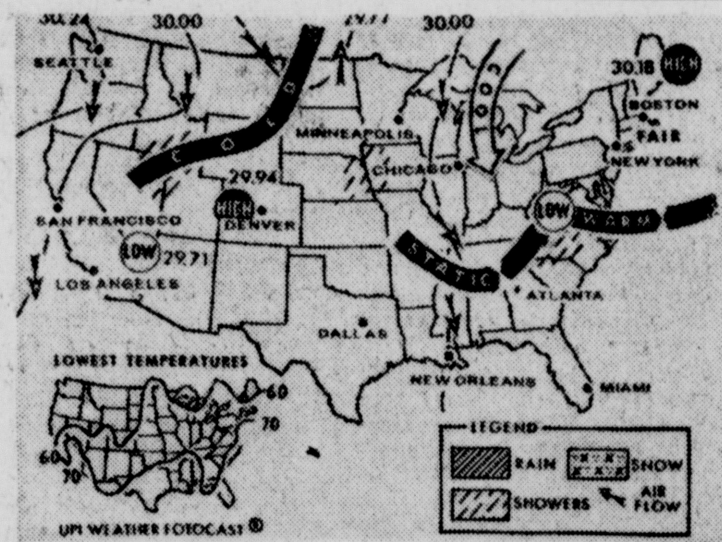 30.24
30.00
29.77
30.00
SEATTLE
COLD
COOL
30.18 HIGH
BOSTON
FAIR
NEW YORK
MINNEAPOLIS
CHICAGO
29.94
HIGH
DENVER
SAN FRANCISCO
LOW
29.71
LOS ANGELES
LOW
WARM
STATIC
ATLANTA
DALLAS
NEW ORLEANS
MIAMI
LOWEST TEMPERATURES
60
70
60
70
UPI WEATHER FOTOCAST ®
LEGEND
RAIN
SNOW
SHOWERS
AIR
FLOW